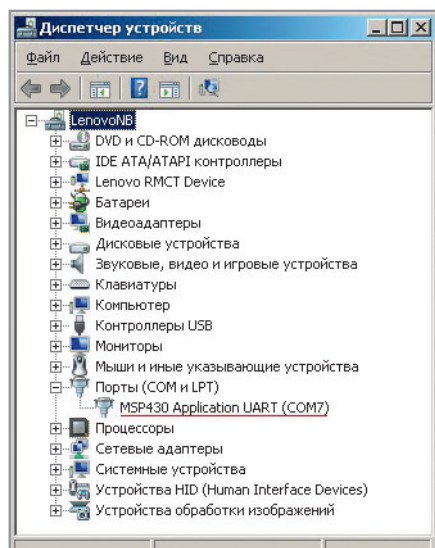 Диспетчер устройств
Файл Действие Вид Справка
LenovoNB
DVD и CD-ROM дисководы
IDE ATA/ATAPI контроллеры
Lenovo RMCT Device
Батареи
Видеоадаптеры
Дисковые устройства
Звуковые, видео и игровые устройства
Клавиатуры
Компьютер
Контроллеры USB
Мониторы
Мыши и иные указывающие устройства
Порты (COM и LPT)
MSP430 Application UART (COM7)
Процессоры
Сетевые адаптеры
Системные устройства
Устройства HID (Human Interface Devices)
Устройства обработки изображений